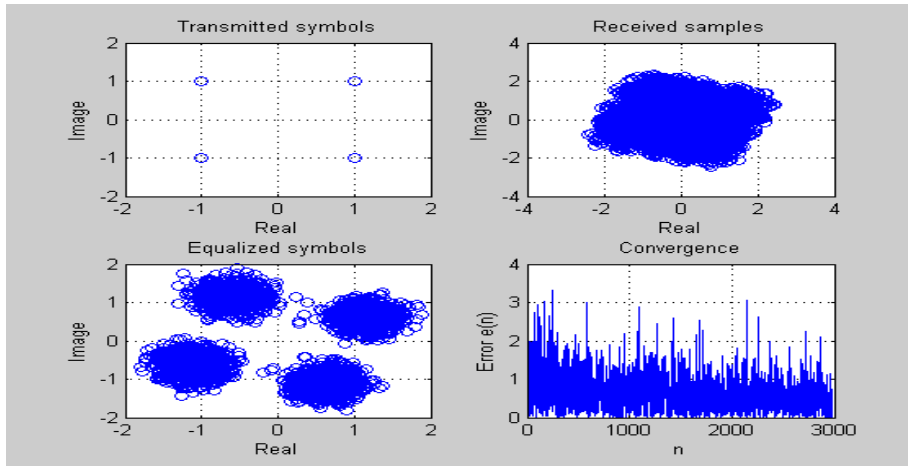 Transmitted symbols
2
1
0
-1
-2
Image
-2 -1 0 1 2
Real
Received samples
4
2
0
-2
-4
Image
-4 -2 0 2 4
Real
Equalized symbols
2
1
0
-1
-2
Image
-2 -1 0 1 2
Real
Convergence
4
3
2
1
0
Error e(n)
0 1000 2000 3000
n